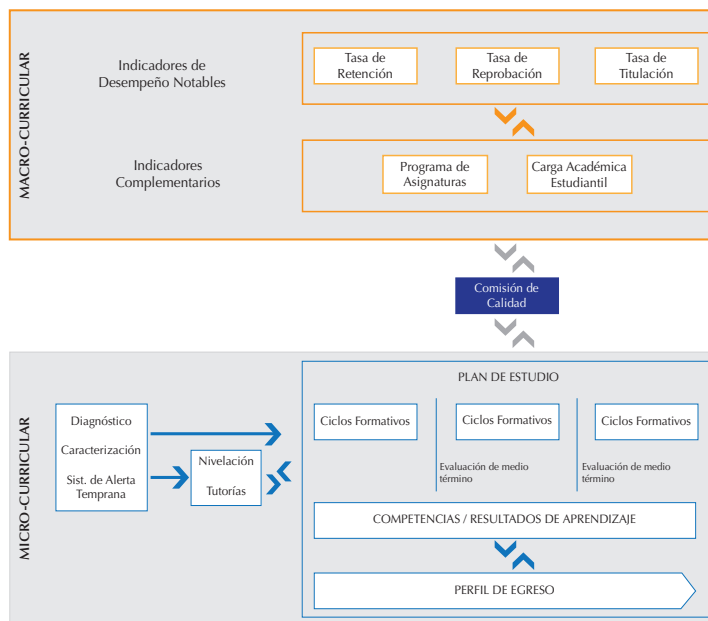 MACRO-CURRICULAR
Indicadores de
Desempeño Notables
Tasa de
Retención
Tasa de
Reprobación
Tasa de
Titulación
Indicadores
Complementarios
Programa de
Asignaturas
Carga Académica
Estudiantil
Comisión de
Calidad
MICRO-CURRICULAR
Diagnóstico
Caracterización
Sist. de Alerta
Temprana
Nivelación
Tutorías
PLAN DE ESTUDIO
Ciclos Formativos
Ciclos Formativos
Ciclos Formativos
Evaluación de medio
término
Evaluación de medio
término
COMPETENCIAS / RESULTADOS DE APRENDIZAJE
PERFIL DE EGRESO